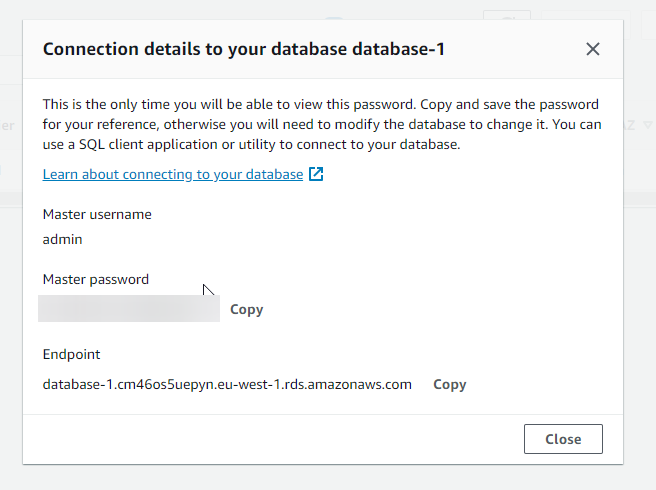 Connection details to your database database-1
This is the only time you will be able to view this password. Copy and save the password
for your reference, otherwise you will need to modify the database to change it. You can
use a SQL client application or utility to connect to your database.
Learn about connecting to your database
Master username
admin
Master password
Copy
Endpoint
database-1.cm46os5uepyn.eu-west-1.rds.amazonaws.com Copy
Close